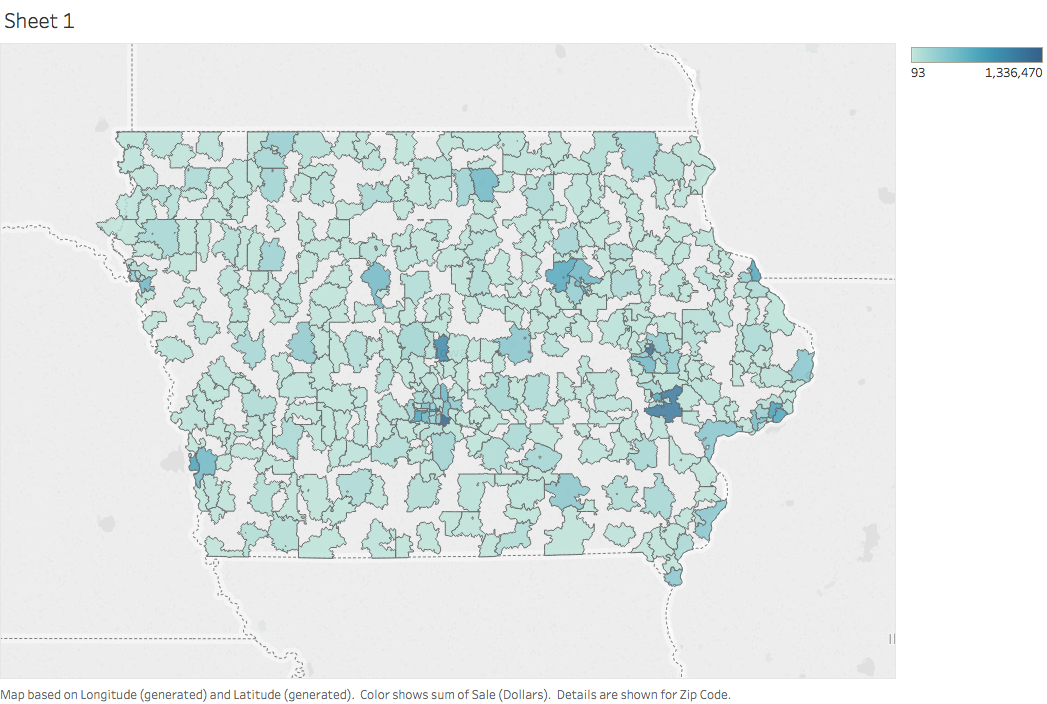 Sheet 1
93 1,336,470
Map based on Longitude (generated) and Latitude (generated). Color shows sum of Sale (Dollars). Details are shown for Zip Code.